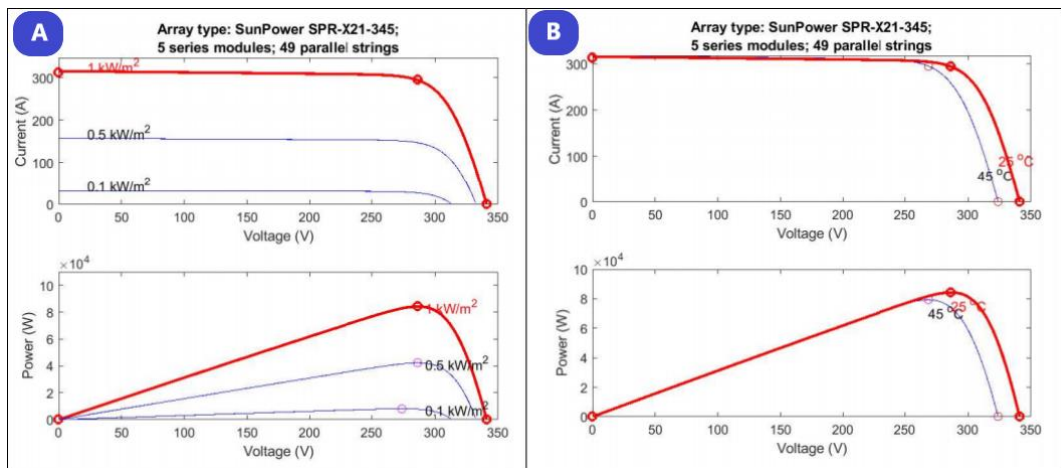 A
Array type: SunPower SPR-X21-345;
5 series modules; 49 parallel strings
Current (A)
300
200
100
0
1 kW/m²
0.5 kW/m²
0.1 kW/m²
0 50 100 150 200 250 300 350
Voltage (V)
×10⁴
Power (W)
10
8
6
4
2
0
1 kW/m²
0.5 kW/m²
0.1 kW/m²
0 50 100 150 200 250 300 350
Voltage (V)
B
Array type: SunPower SPR-X21-345;
5 series modules; 49 parallel strings
Current (A)
300
200
100
0
25 °C
45 °C
0 50 100 150 200 250 300 350
Voltage (V)
×10⁴
Power (W)
10
8
6
4
2
0
25 °C
45 °C
0 50 100 150 200 250 300 350
Voltage (V)